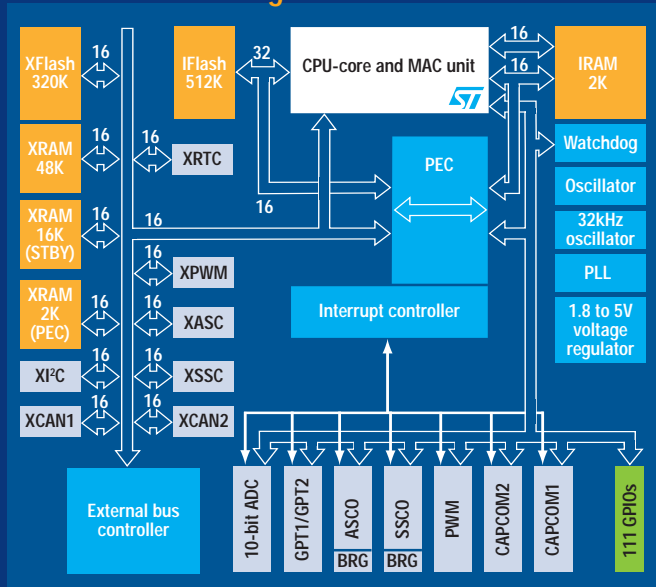 XFlash
320K
16
IFlash
512K
32
CPU-core and MAC unit
ST
16
16
IRAM
2K
XRAM
48K
16
16
XRTC
PEC
Watchdog
Oscillator
32kHz
oscillator
PLL
1.8 to 5V
voltage
regulator
XRAM
16K
(STBY)
16
16
16
16
XPWM
Interrupt controller
XRAM
2K
(PEC)
16
16
XASC
XI²C
16
16
XSSC
XCAN1
16
16
XCAN2
External bus
controller
10-bit ADC
GPT1/GPT2
ASCO
BRG
SSCO
BRG
PWM
CAPCOM2
CAPCOM1
111 GPIOs